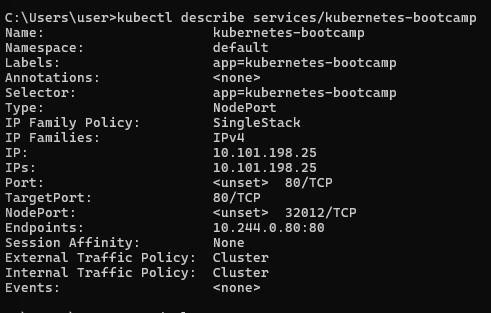 C:\Users\user>kubectl describe services/kubernetes-bootcamp
Name:                     kubernetes-bootcamp
Namespace:                default
Labels:                   app=kubernetes-bootcamp
Annotations:              <none>
Selector:                 app=kubernetes-bootcamp
Type:                     NodePort
IP Family Policy:         SingleStack
IP Families:              IPv4
IP:                       10.101.198.25
IPs:                      10.101.198.25
Port:                     <unset>  80/TCP
TargetPort:               80/TCP
NodePort:                 <unset>  32012/TCP
Endpoints:                10.244.0.80:80
Session Affinity:         None
External Traffic Policy:  Cluster
Internal Traffic Policy:  Cluster
Events:                   <none>